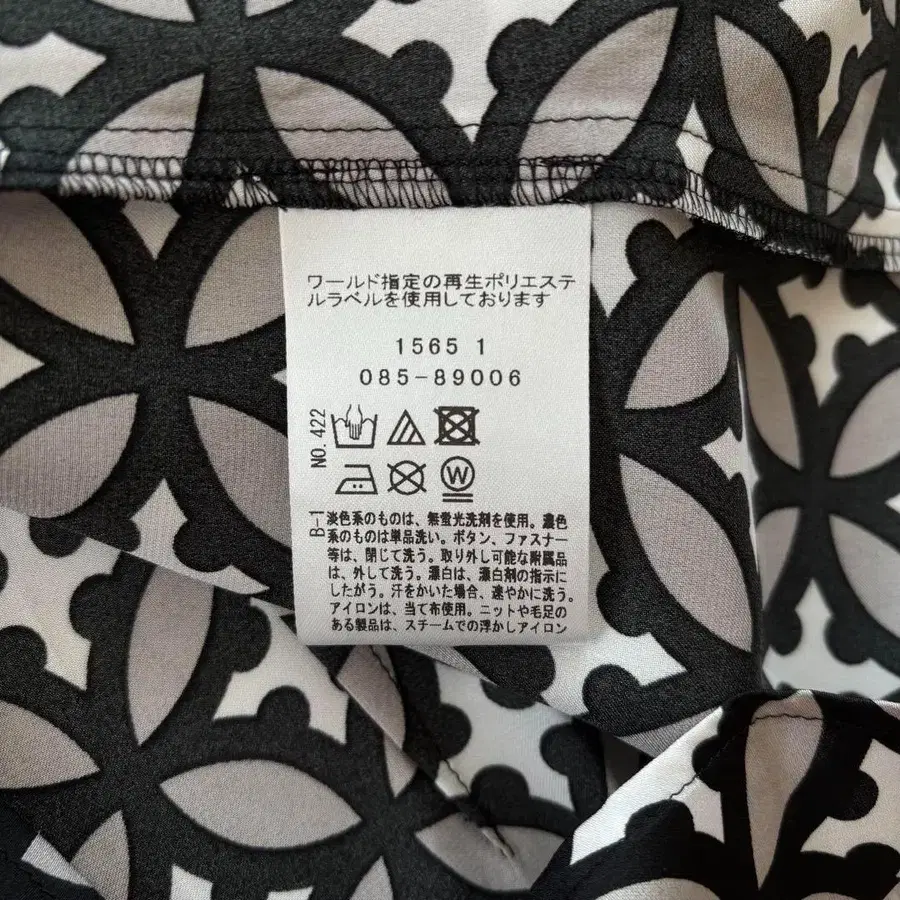 ワールド指定の再生ポリエステ
ルラベルを使用しております
1565 1
085-89006
NO.422
W
B-1
淡色系のものは、無蛍光洗剤を使用。濃色
系のものは単品洗い。ボタン、ファスナー
等は、閉じて洗う。取り外し可能な附属品
は、外して洗う。漂白は、漂白剤の指示に
したがう。汗をかいた場合、速やかに洗う。
アイロンは、当て布使用。ニットや毛足の
ある製品は、スチームでの浮かしアイロン